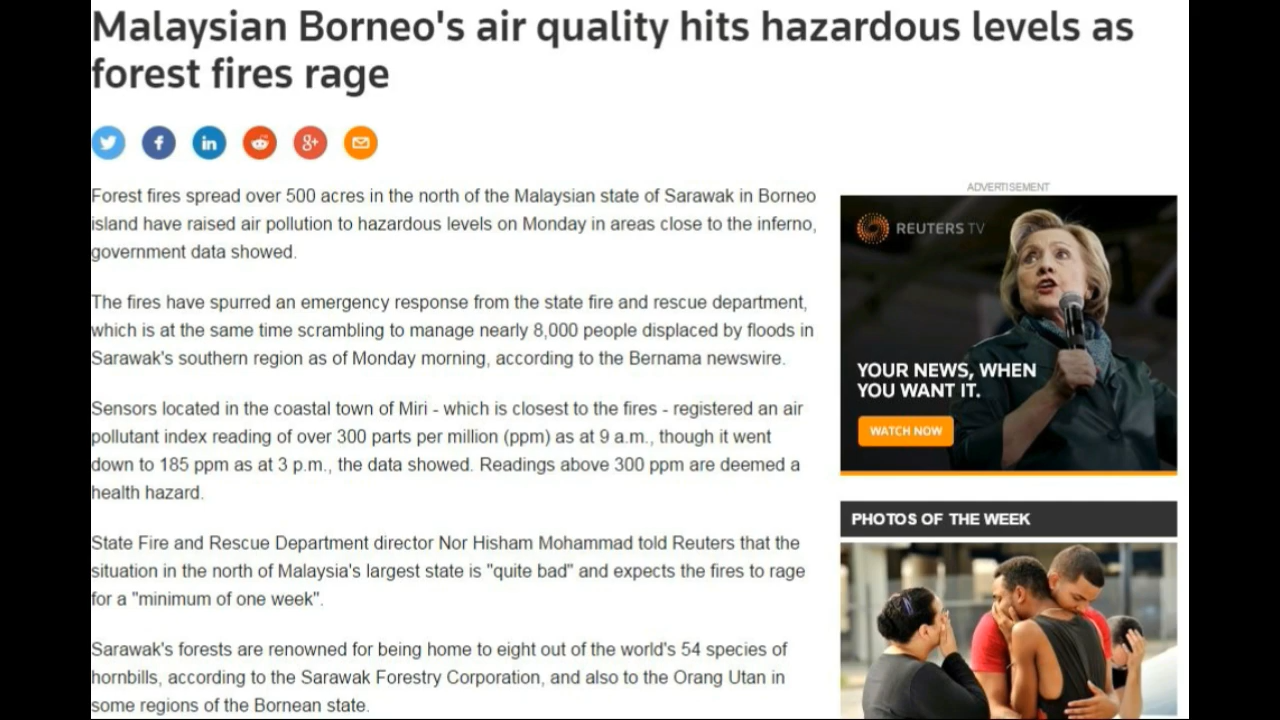 Malaysian Borneo's air quality hits hazardous levels as
forest fires rage
in
g+
Forest fires spread over 500 acres in the north of the Malaysian state of Sarawak in Borneo
island have raised air pollution to hazardous levels on Monday in areas close to the inferno,
government data showed.
The fires have spurred an emergency response from the state fire and rescue department,
which is at the same time scrambling to manage nearly 8,000 people displaced by floods in
Sarawak's southern region as of Monday morning, according to the Bernama newswire.
Sensors located in the coastal town of Miri - which is closest to the fires - registered an air
pollutant index reading of over 300 parts per million (ppm) as at 9 a.m., though it went
down to 185 ppm as at 3 p.m., the data showed. Readings above 300 ppm are deemed a
health hazard.
State Fire and Rescue Department director Nor Hisham Mohammad told Reuters that the
situation in the north of Malaysia's largest state is "quite bad" and expects the fires to rage
for a "minimum of one week".
Sarawak's forests are renowned for being home to eight out of the world's 54 species of
hornbills, according to the Sarawak Forestry Corporation, and also to the Orang Utan in
some regions of the Bornean state.
ADVERTISEMENT
REUTERS TV
YOUR NEWS, WHEN
YOU WANT IT.
WATCH NOW
PHOTOS OF THE WEEK